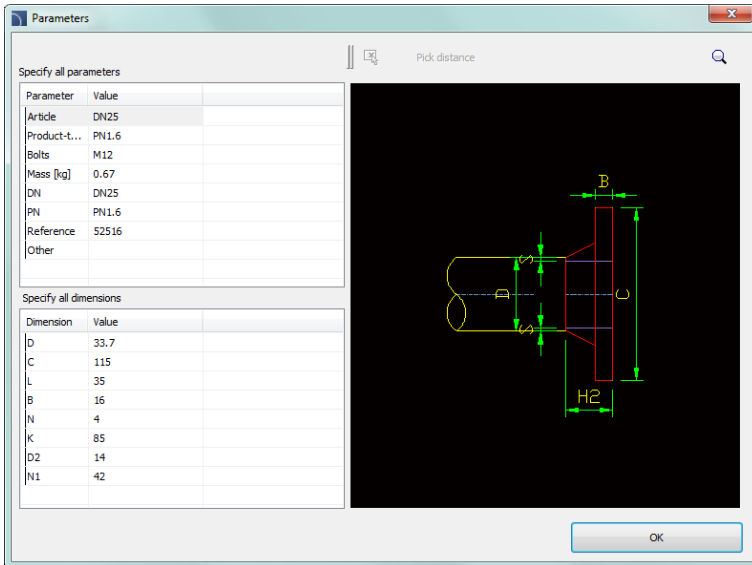 Parameters
Pick distance
Specify all parameters
Parameter Value
Article DN25
Product-t... PN1.6
Bolts M12
Mass [kg] 0.67
DN DN25
PN PN1.6
Reference 52516
Other
Specify all dimensions
Dimension Value
D 33.7
C 115
L 35
B 16
N 4
K 85
D2 14
N1 42
B
S
D
C
S
H2
OK